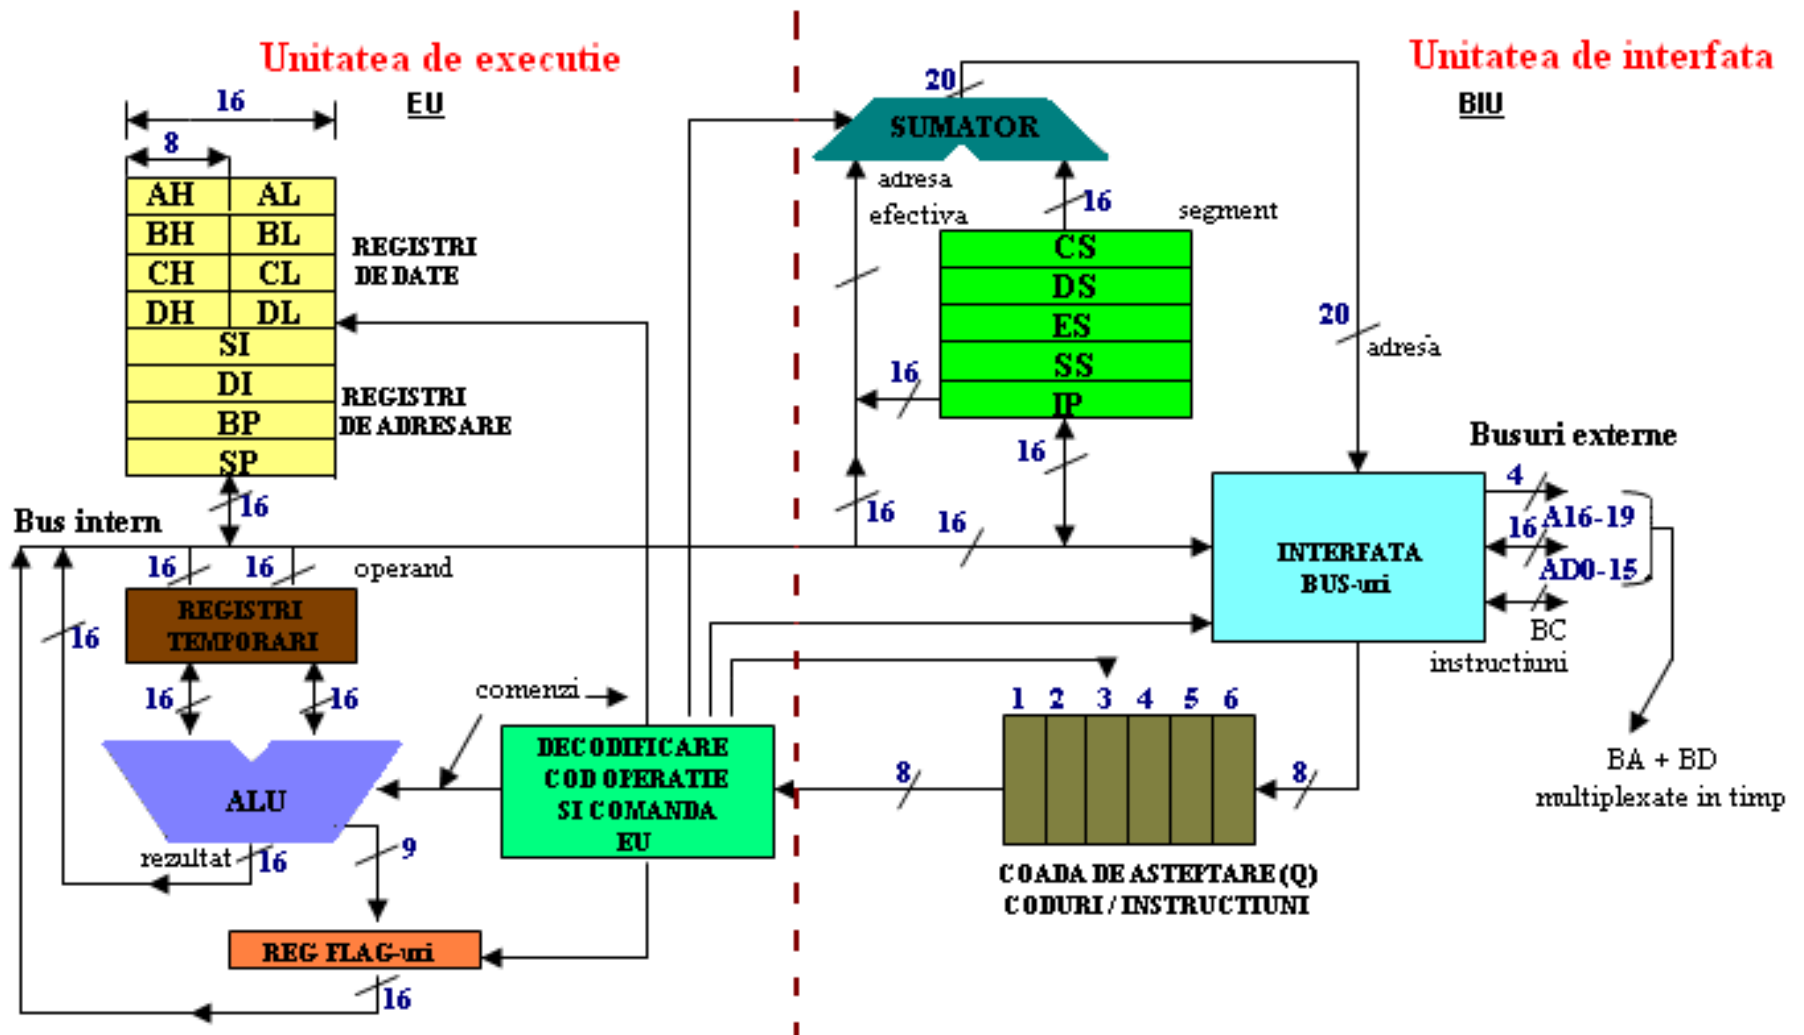 Unitatea de executie
EU
Unitatea de interfata
BIU
16
8
AH AL
BH BL
CH CL
DH DL
SI
DI
BP
SP
REGISTRI
DE DATE
REGISTRI
DE ADRESARE
16
Bus intern
16
16
operand
REGISTRI
TEMPORARI
16
16
16
ALU
rezultat
16
9
REG FLAG-uri
16
comenzi
DECODIFICARE
COD OPERATIE
SI COMANDA
EU
20
SUMATOR
adresa
efectiva
16
segment
CS
DS
ES
SS
IP
16
16
16
16
20
adresa
INTERFATA
BUS-uri
Busuri externe
4
A16-19
16
AD0-15
BC
instructiuni
BA + BD
multiplexate in timp
1 2 3 4 5 6
8
8
COADA DE ASTEPTARE (Q)
CODURI / INSTRUCTIUNI